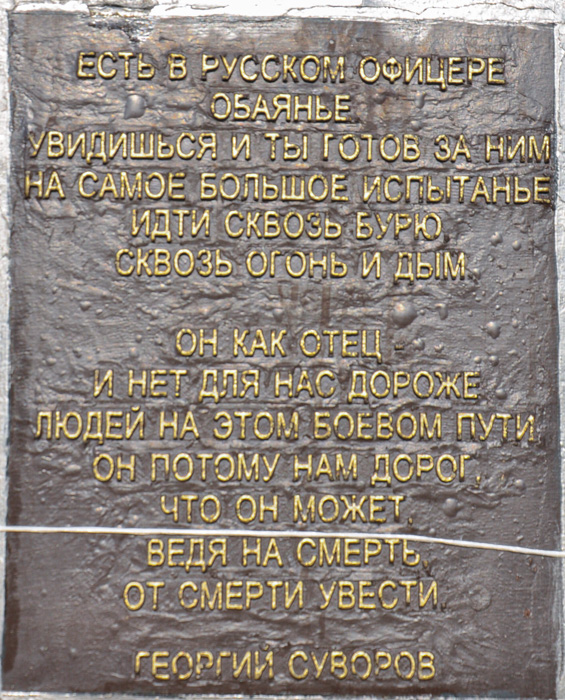 ЕСТЬ В РУССКОМ ОФИЦЕРЕ
ОБАЯНЬЕ.
УВИДИШЬСЯ И ТЫ ГОТОВ ЗА НИМ
НА САМОЕ БОЛЬШОЕ ИСПЫТАНЬЕ
ИДТИ СКВОЗЬ БУРЮ,
СКВОЗЬ ОГОНЬ И ДЫМ.

ОН КАК ОТЕЦ -
И НЕТ ДЛЯ НАС ДОРОЖЕ
ЛЮДЕЙ НА ЭТОМ БОЕВОМ ПУТИ.
ОН ПОТОМУ НАМ ДОРОГ,
ЧТО ОН МОЖЕТ,
ВЕДЯ НА СМЕРТЬ,
ОТ СМЕРТИ УВЕСТИ.

ГЕОРГИЙ СУВОРОВ